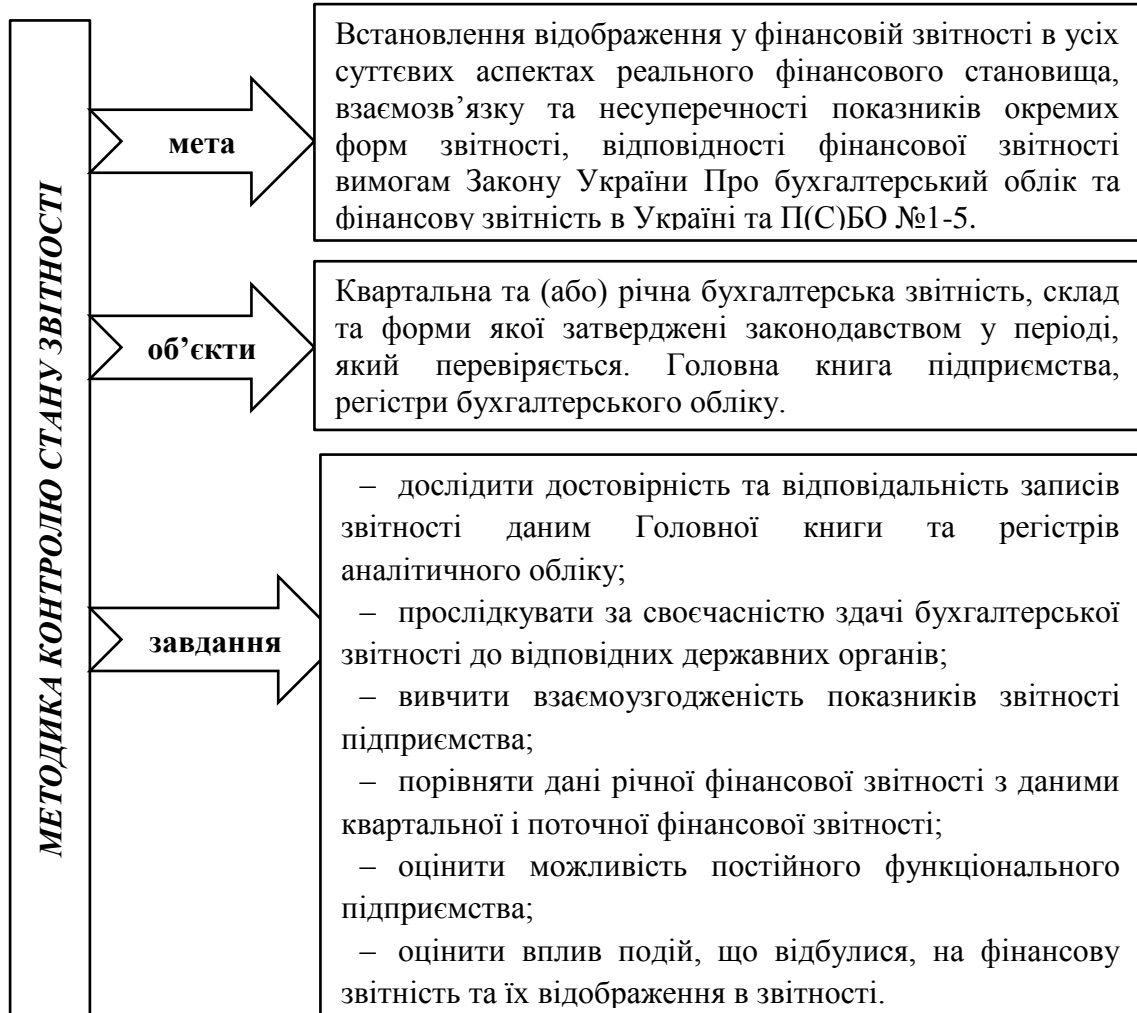 МЕТОДИКА КОНТРОЛЮ СТАНУ ЗВІТНОСТІ
мета
Встановлення відображення у фінансовій звітності в усіх
суттєвих аспектах реального фінансового становища,
взаємозв’язку та несуперечності показників окремих
форм звітності, відповідності фінансової звітності
вимогам Закону України Про бухгалтерський облік та
фінансову звітність в Україні та П(С)БО №1-5.
об’єкти
Квартальна та (або) річна бухгалтерська звітність, склад
та форми якої затверджені законодавством у періоді,
який перевіряється. Головна книга підприємства,
регістри бухгалтерського обліку.
завдання
– дослідити достовірність та відповідальність записів
звітності даним Головної книги та регістрів
аналітичного обліку;
– прослідкувати за своєчасністю здачі бухгалтерської
звітності до відповідних державних органів;
– вивчити взаємоузгодженість показників звітності
підприємства;
– порівняти дані річної фінансової звітності з даними
квартальної і поточної фінансової звітності;
– оцінити можливість постійного функціонального
підприємства;
– оцінити вплив подій, що відбулися, на фінансову
звітність та їх відображення в звітності.